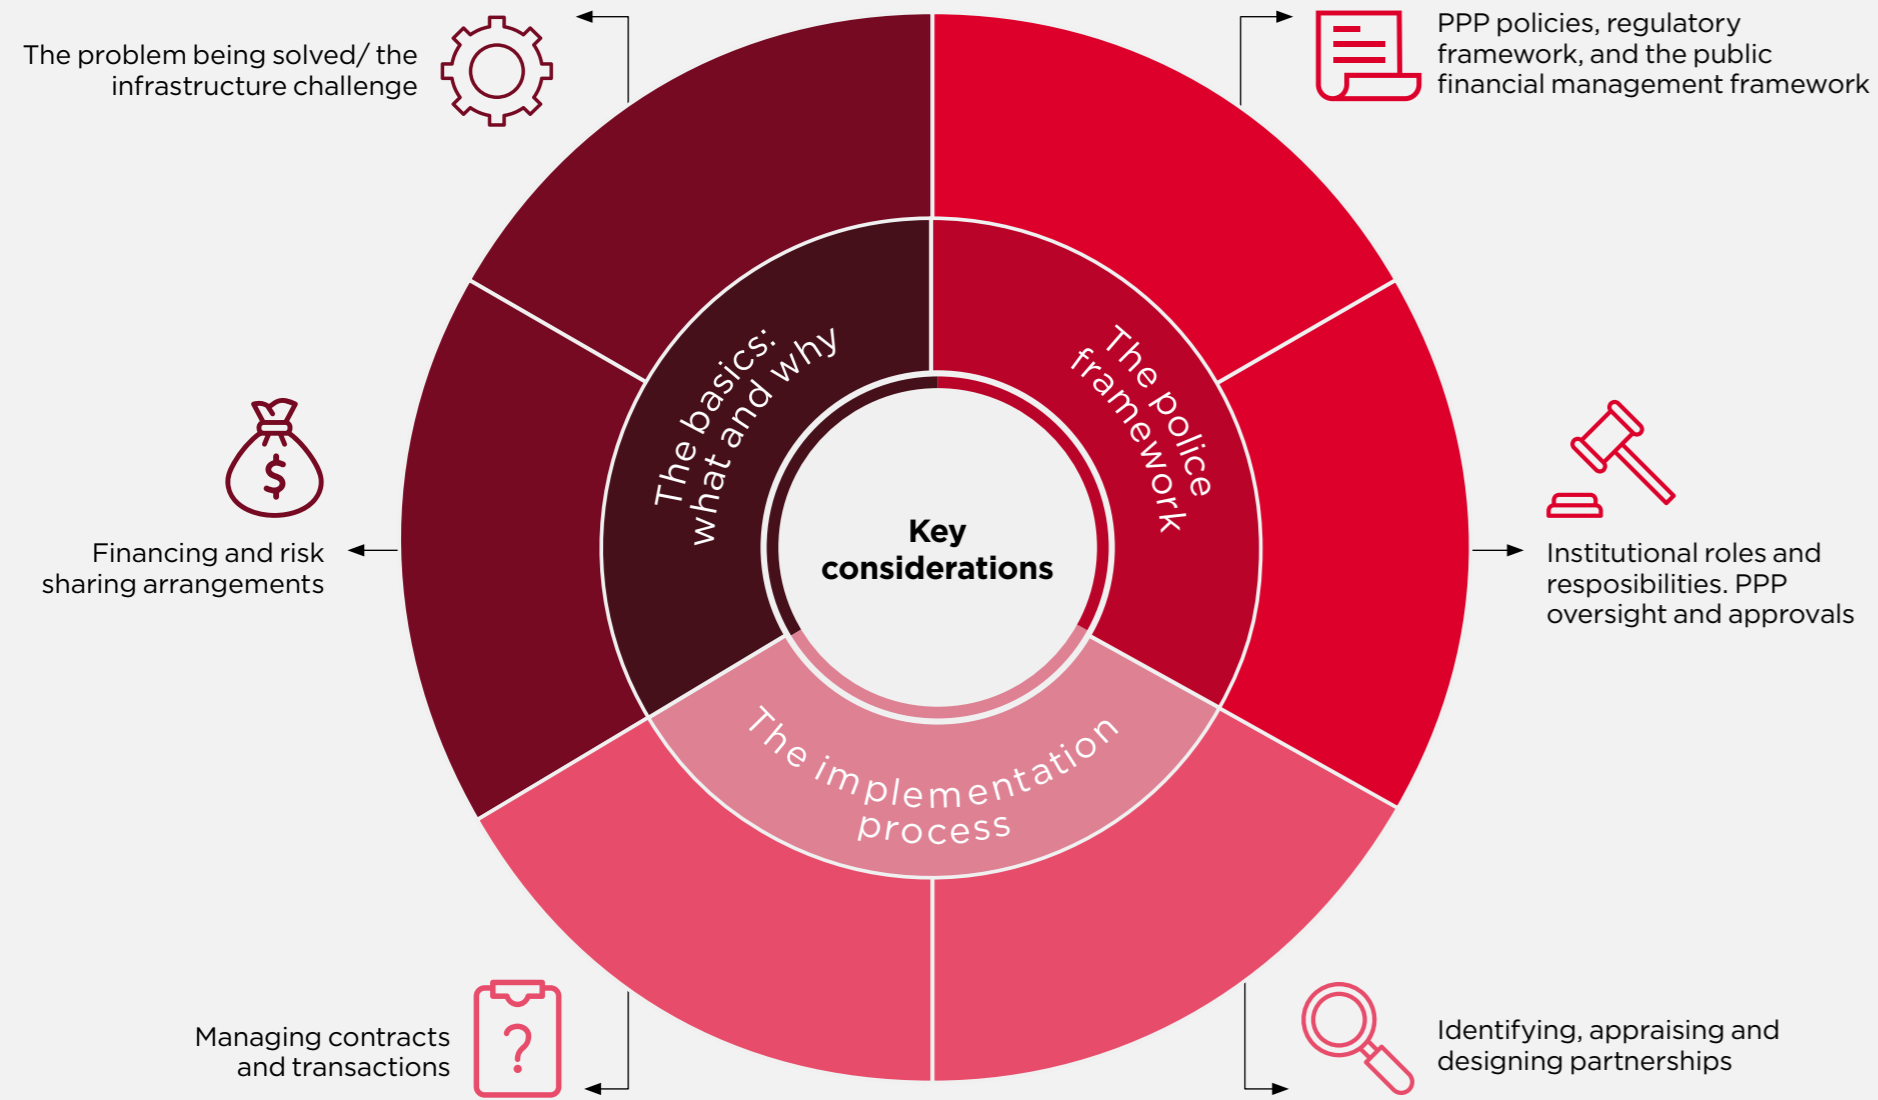 The problem being solved/ the
infrastructure challenge
PPP policies, regulatory
framework, and the public
financial management framework
The basics:
what and why
The police
framework
Key
considerations
$
Financing and risk
sharing arrangements
Institutional roles and
resposibilities. PPP
oversight and approvals
The implementation
process
Managing contracts
and transactions
?
Identifying, appraising and
designing partnerships